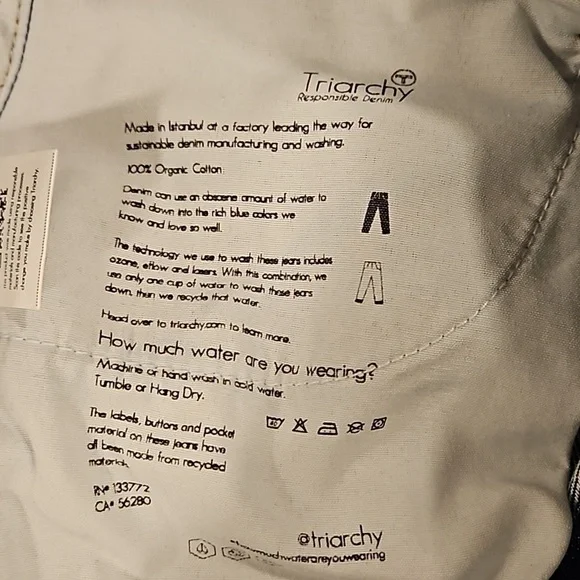 Triarchy
Responsible Denim
Made in Istanbul at a factory leading the way for
sustainable denim manufacturing and washing.
100% Organic Cotton
Denim can use an obscene amount of water to
wash down into the rich blue colors we
know and love so well.
The technology we use to wash these jeans includes
ozone, eflow and lasers. With this combination, we
use only one cup of water to wash these jeans
down, then we recycle that water.
Head over to triarchy.com to learn more.
How much water are you wearing?
Machine or hand wash in cold water.
Tumble or Hang Dry.
The labels, buttons and pocket
material on these jeans have
all been made from recycled
materials.
RN# 133772
CA# 56280
@triarchy
change you make by choosing Triarchy.